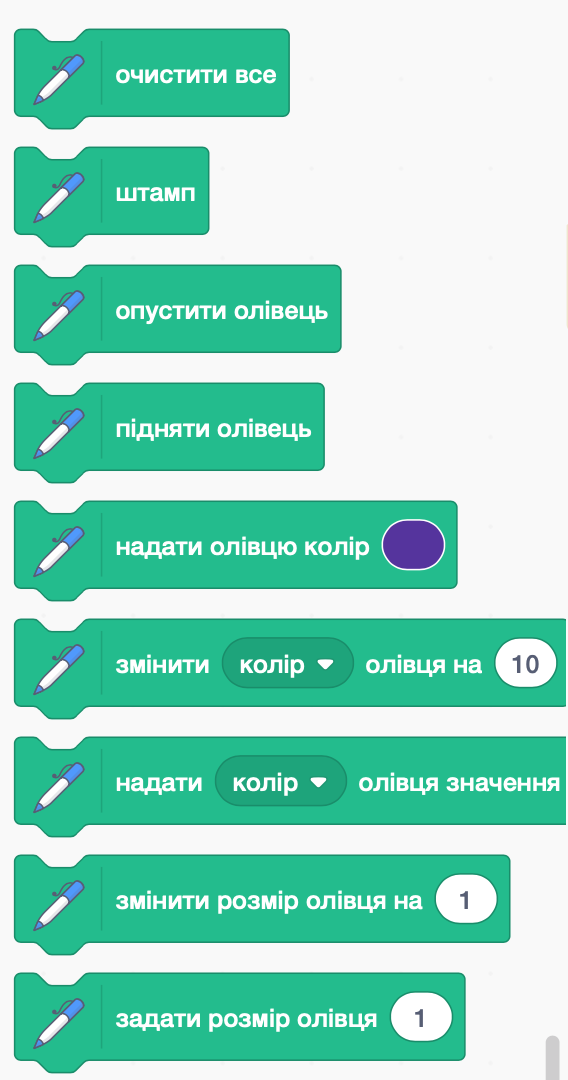 очистити все
штамп
опустити олівець
підняти олівець
надати олівцю колір
змінити колір олівця на 10
надати колір олівця значення
змінити розмір олівця на 1
задати розмір олівця 1